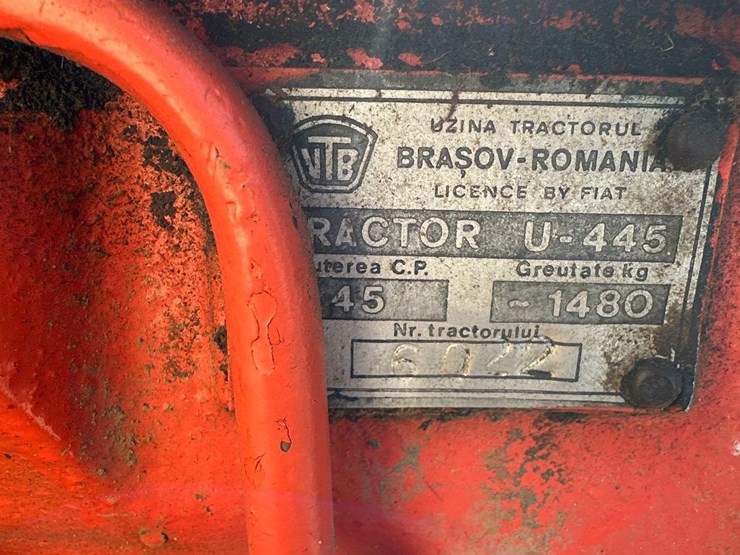 UTB
UZINA TRACTORUL
BRAȘOV-ROMANIA
LICENCE BY FIAT
RACTOR U-445
uterea C.P. Greutate kg
45 ~1480
Nr. tractorului
6022